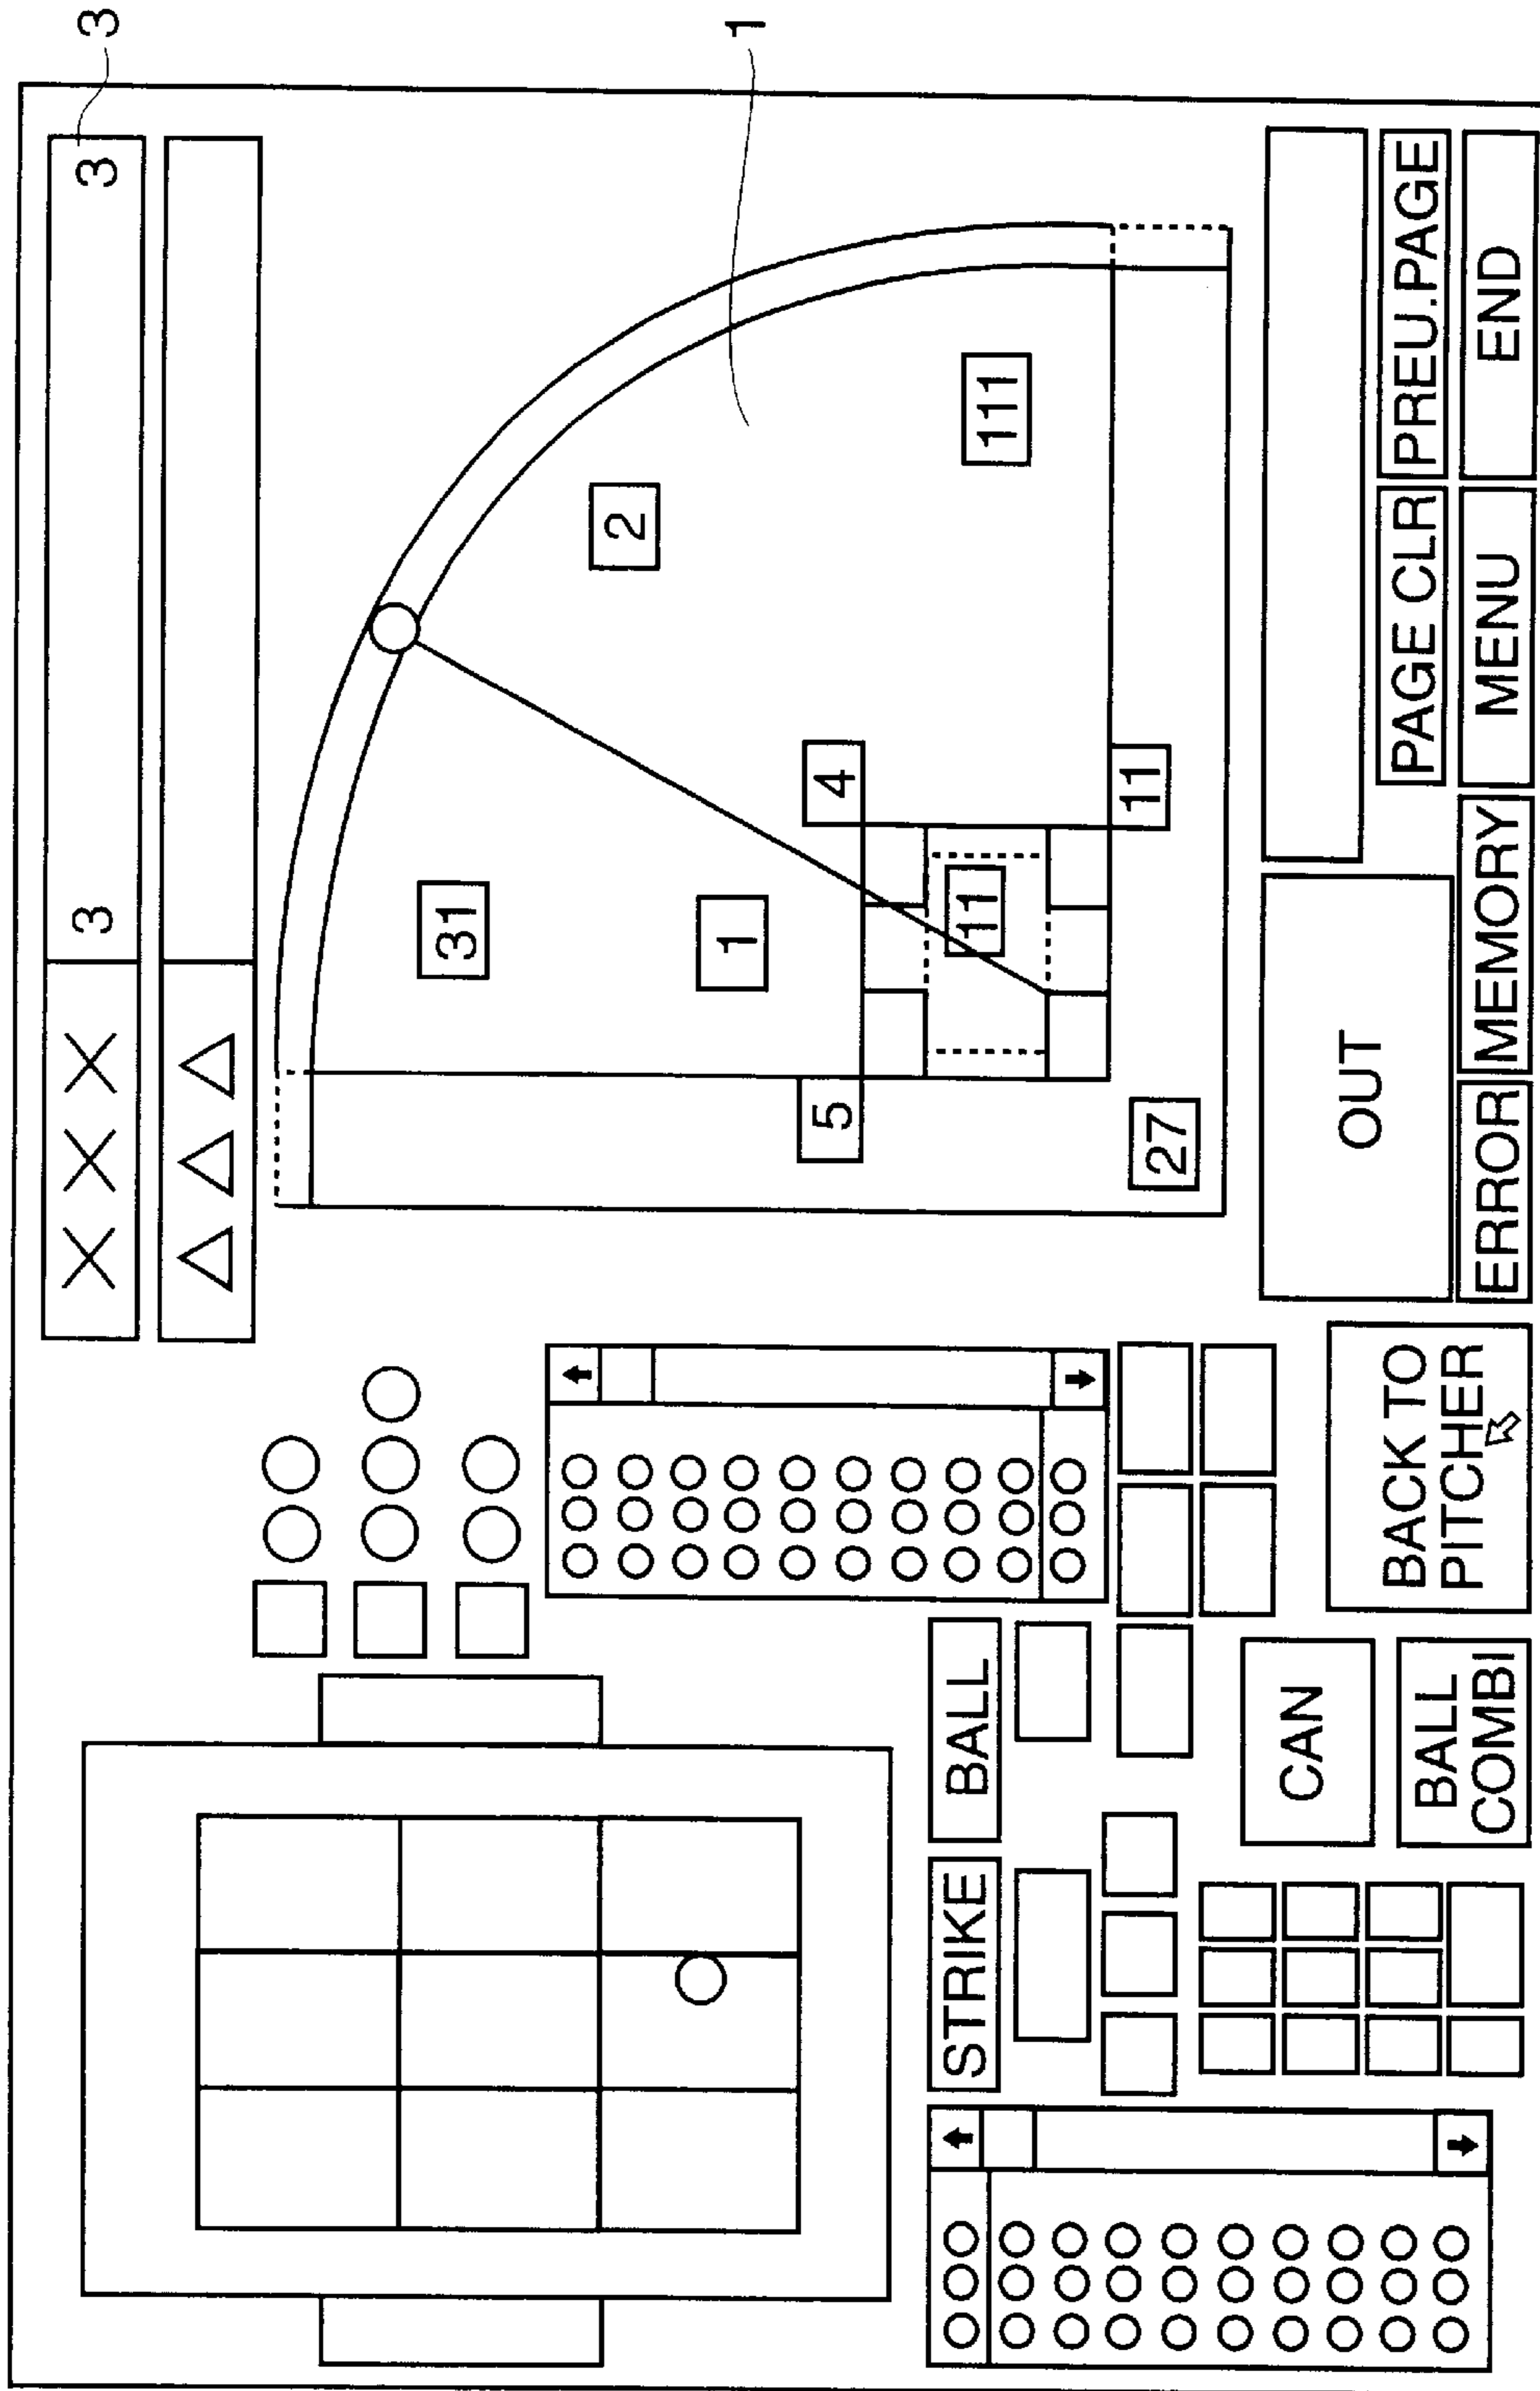 3
XXX 3 3
△△△
1
31
2
1
5
4
111
11
11
27
STRIKE
BALL
OUT
CAN
BACK TO
PITCHER
PAGE CLR
PREU.PAGE
BALL
COMBI
ERROR
MEMORY
MENU
END